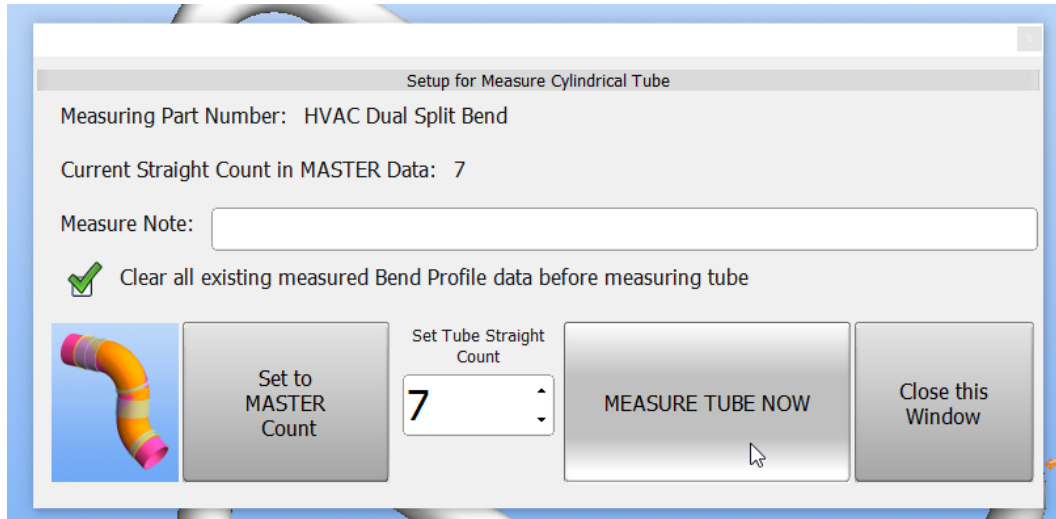 Setup for Measure Cylindrical Tube
Measuring Part Number: HVAC Dual Split Bend
Current Straight Count in MASTER Data: 7
Measure Note:
Clear all existing measured Bend Profile data before measuring tube
Set to
MASTER
Count
Set Tube Straight
Count
7
MEASURE TUBE NOW
Close this
Window